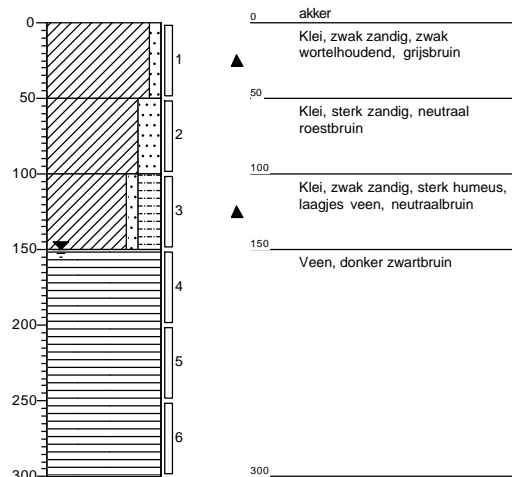 0
50
100
150
200
250
300
1
2
3
4
5
6
0
akker
Klei, zwak zandig, zwak
wortelhoudend, grijsbruin
50
Klei, sterk zandig, neutraal
roestbruin
100
Klei, zwak zandig, sterk humeus,
laagjes veen, neutraalbruin
150
Veen, donker zwartbruin
300